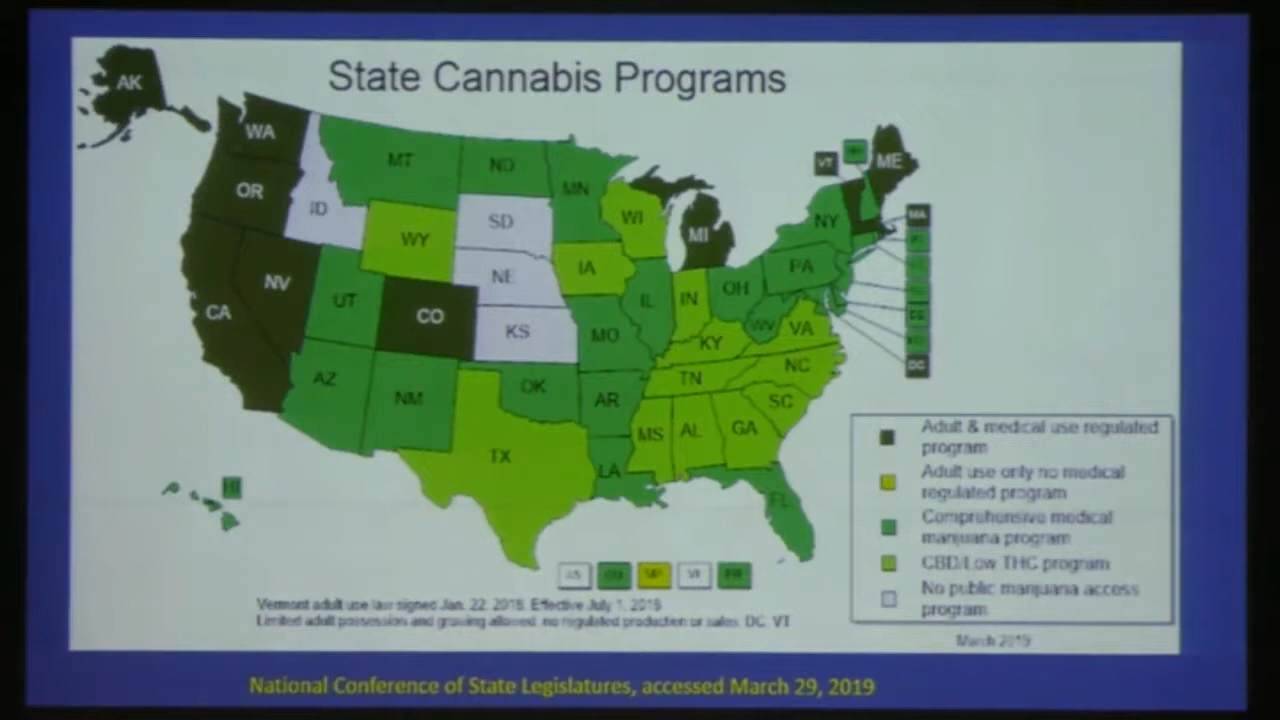 State Cannabis Programs
AK
WA
OR
ID
MT
ND
MN
SD
WY
NE
KS
NV
CA
UT
CO
AZ
NM
TX
OK
WI
IA
MI
IL
IN
OH
MO
AR
LA
MS
AL
GA
FL
TN
KY
WV
VA
NC
SC
PA
NY
VT
NH
ME
MA
DC
HI
Adult & medical use regulated
program
Adult use only no medical
regulated program
Comprehensive medical
marijuana program
CBD/Low THC program
No public marijuana access
program
Vermont adult use law signed Jan. 22, 2018. Effective July 1, 2018
Limited adult possession and growing allowed, no regulated production or sales: DC, VT
March 2019
National Conference of State Legislatures, accessed March 29, 2019